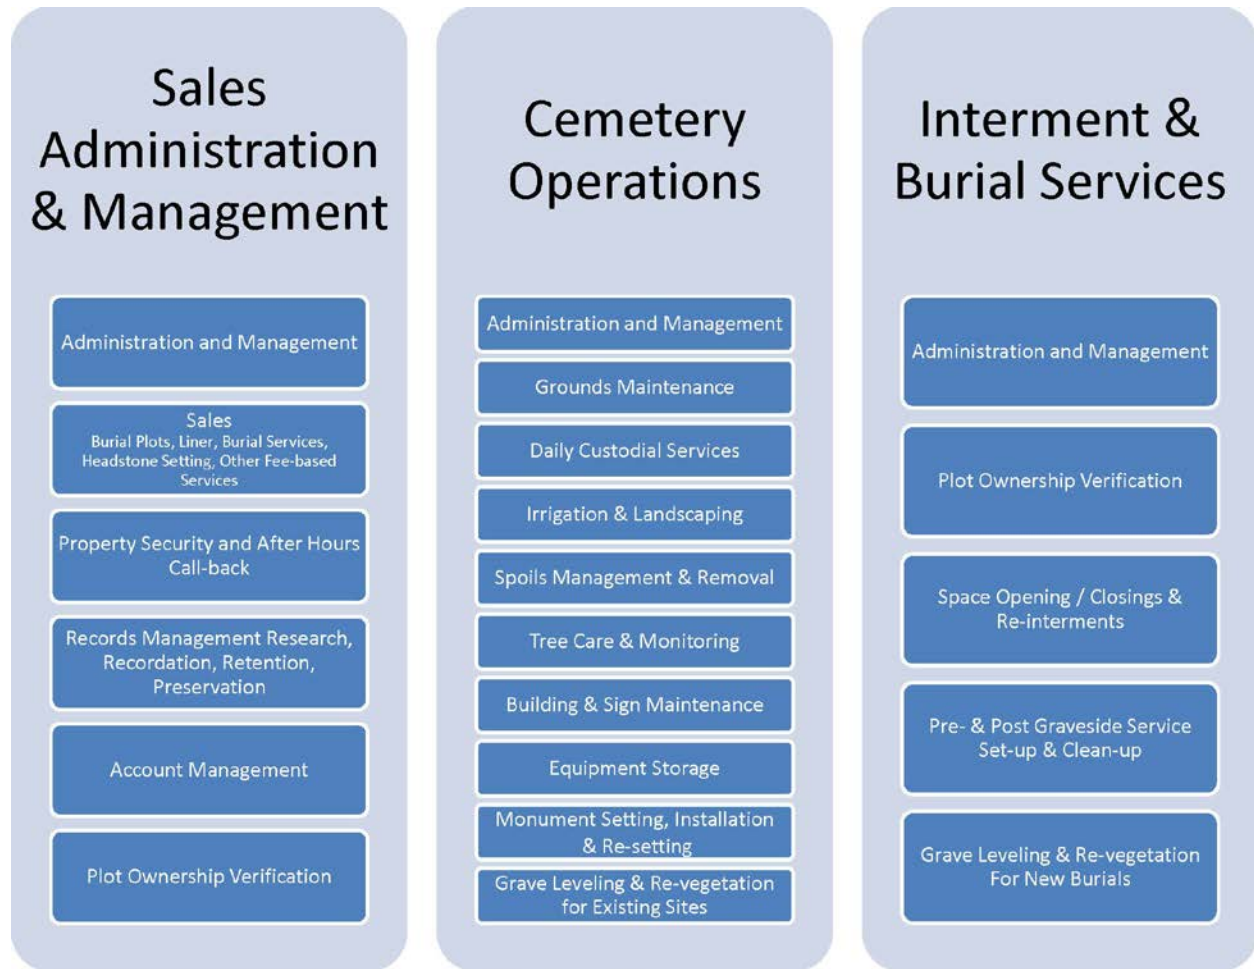 Sales
Administration
& Management
Administration and Management
Sales
Burial Plots, Liner, Burial Services,
Headstone Setting, Other Fee-based
Services
Property Security and After Hours
Call-back
Records Management Research,
Recordation, Retention,
Preservation
Account Management
Plot Ownership Verification
Cemetery
Operations
Administration and Management
Grounds Maintenance
Daily Custodial Services
Irrigation & Landscaping
Spoils Management & Removal
Tree Care & Monitoring
Building & Sign Maintenance
Equipment Storage
Monument Setting, Installation
& Re-setting
Grave Leveling & Re-vegetation
for Existing Sites
Interment &
Burial Services
Administration and Management
Plot Ownership Verification
Space Opening / Closings &
Re-interments
Pre- & Post Graveside Service
Set-up & Clean-up
Grave Leveling & Re-vegetation
For New Burials